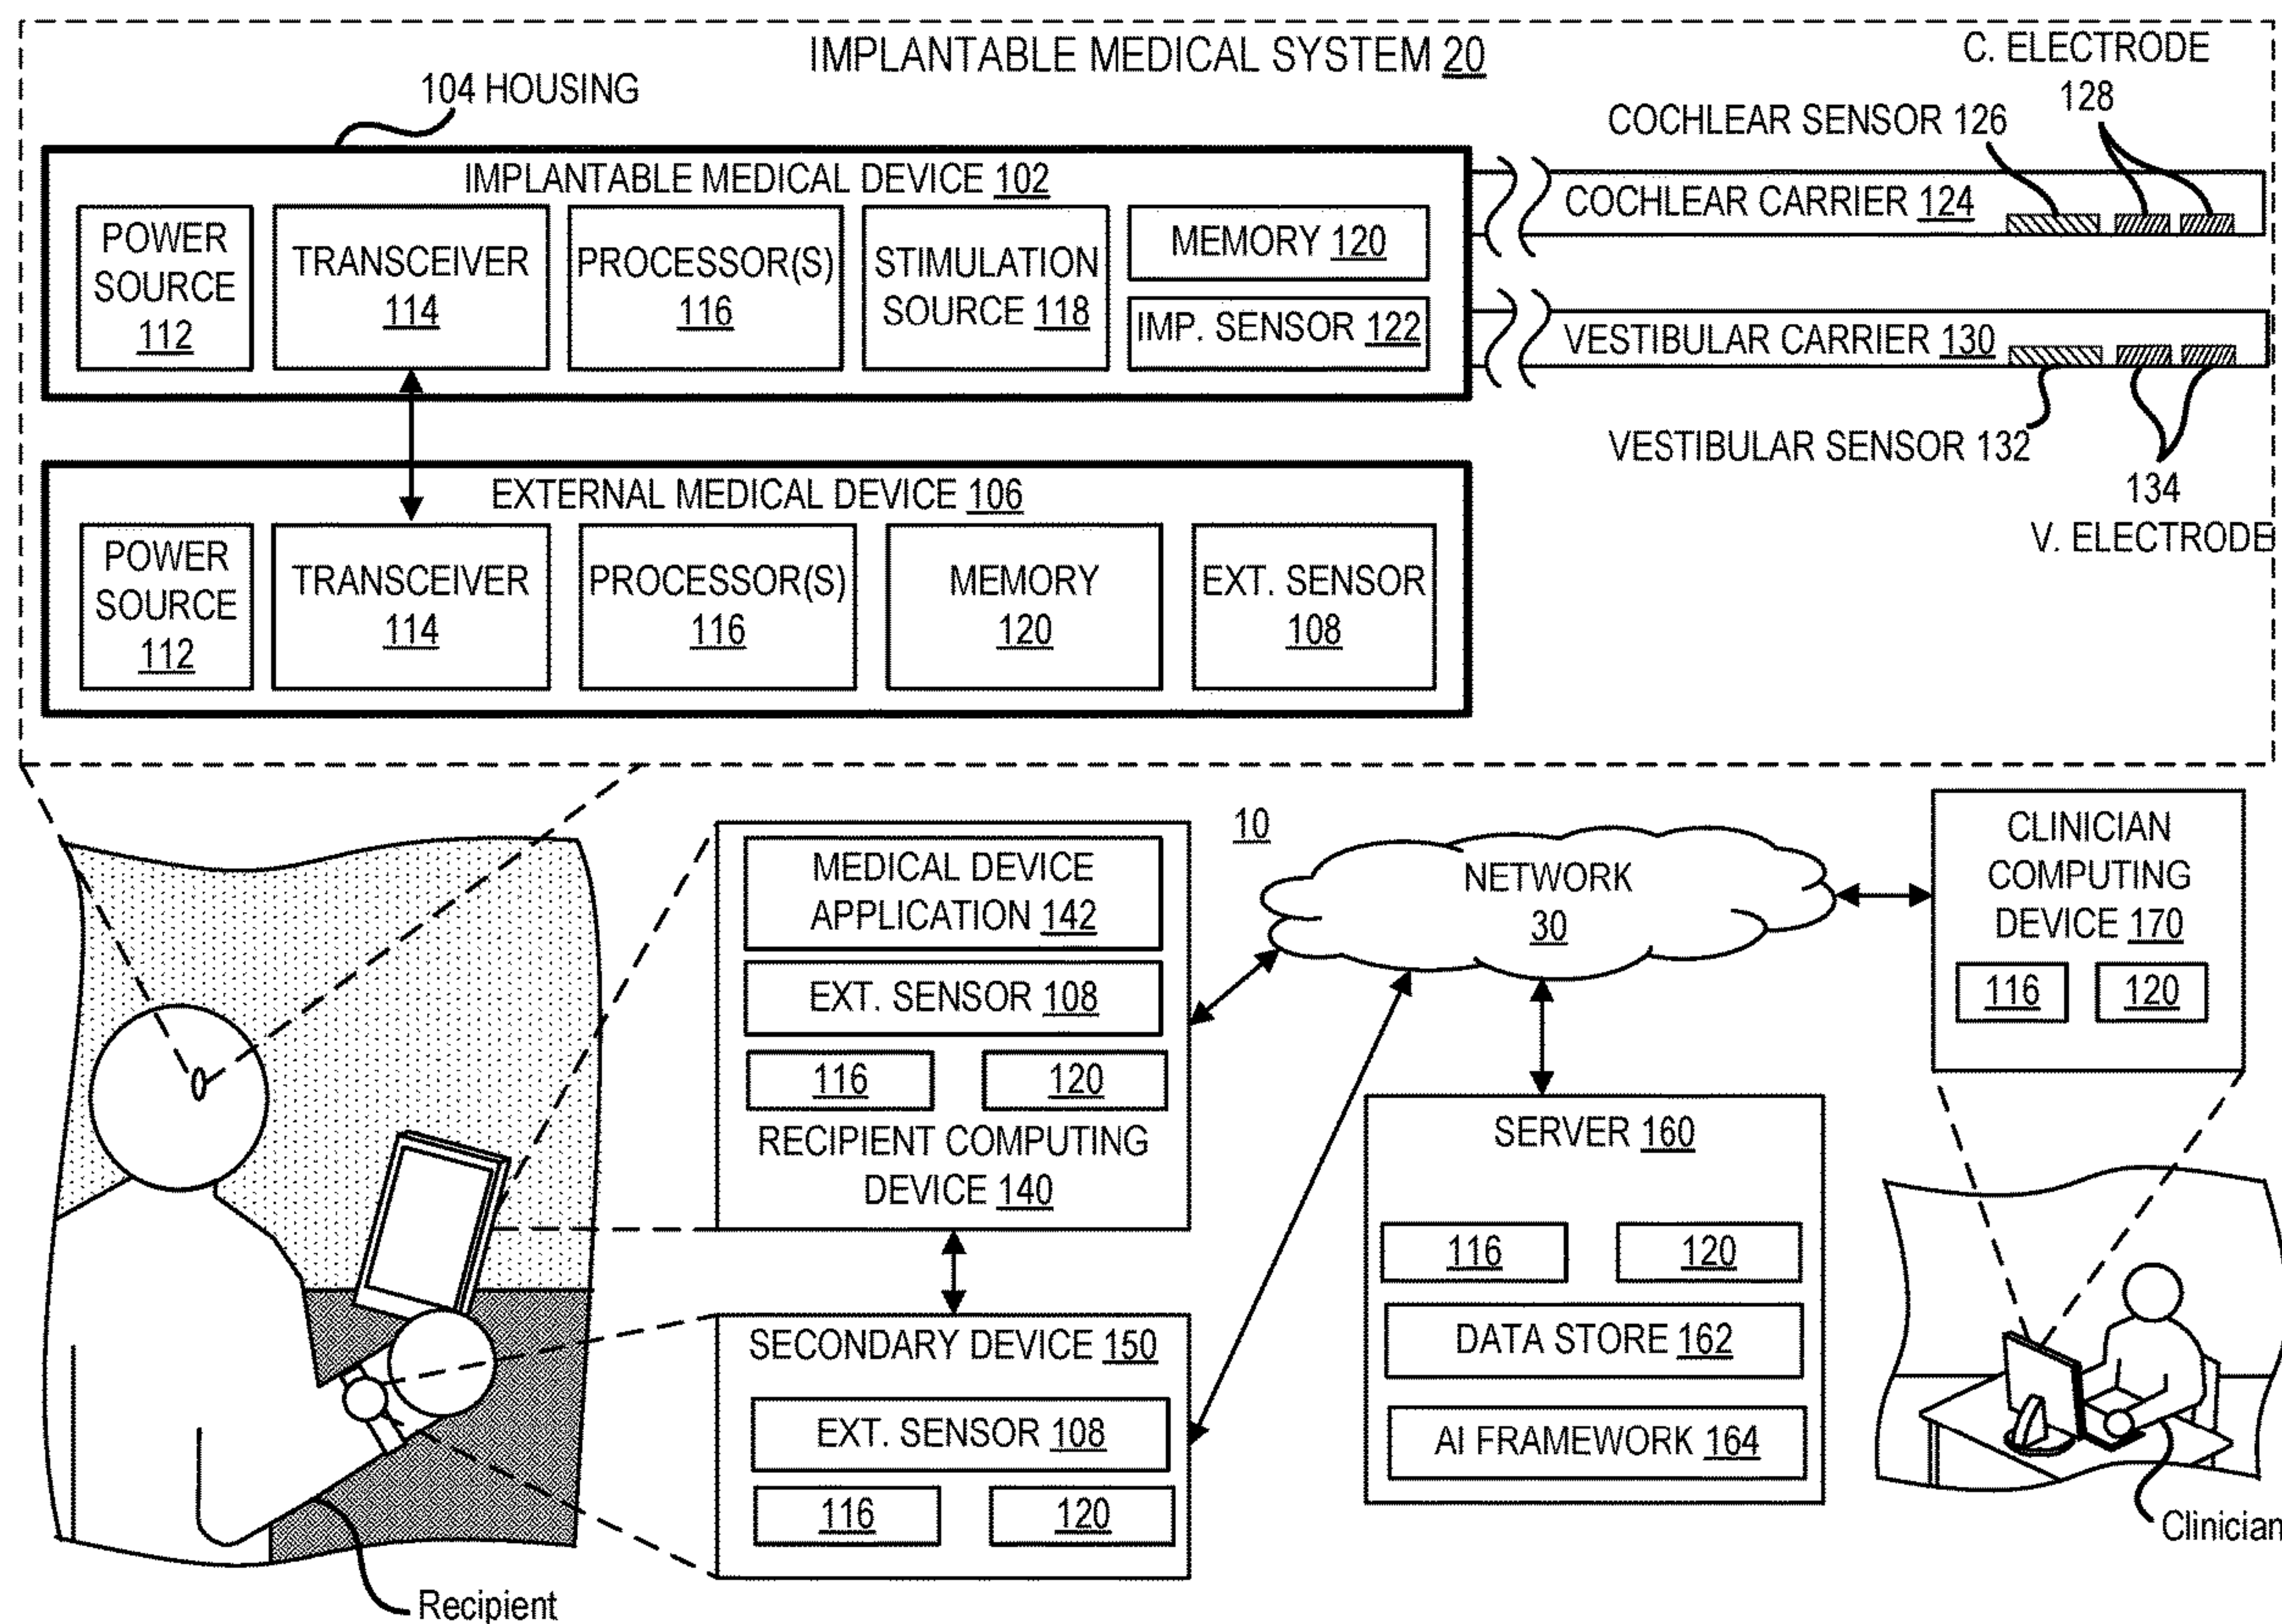 IMPLANTABLE MEDICAL SYSTEM 20
C. ELECTRODE
128
104 HOUSING
COCHLEAR SENSOR 126
IMPLANTABLE MEDICAL DEVICE 102
POWER
SOURCE
112
TRANSCEIVER
114
PROCESSOR(S)
116
STIMULATION
SOURCE 118
MEMORY 120
IMP. SENSOR 122
COCHLEAR CARRIER 124
VESTIBULAR CARRIER 130
VESTIBULAR SENSOR 132
134
V. ELECTRODE
EXTERNAL MEDICAL DEVICE 106
POWER
SOURCE
112
TRANSCEIVER
114
PROCESSOR(S)
116
MEMORY
120
EXT. SENSOR
108
10
MEDICAL DEVICE
APPLICATION 142
EXT. SENSOR 108
116
120
RECIPIENT COMPUTING
DEVICE 140
NETWORK
30
CLINICIAN
COMPUTING
DEVICE 170
116
120
SECONDARY DEVICE 150
EXT. SENSOR 108
116
120
SERVER 160
116
120
DATA STORE 162
AI FRAMEWORK 164
Recipient
Clinician